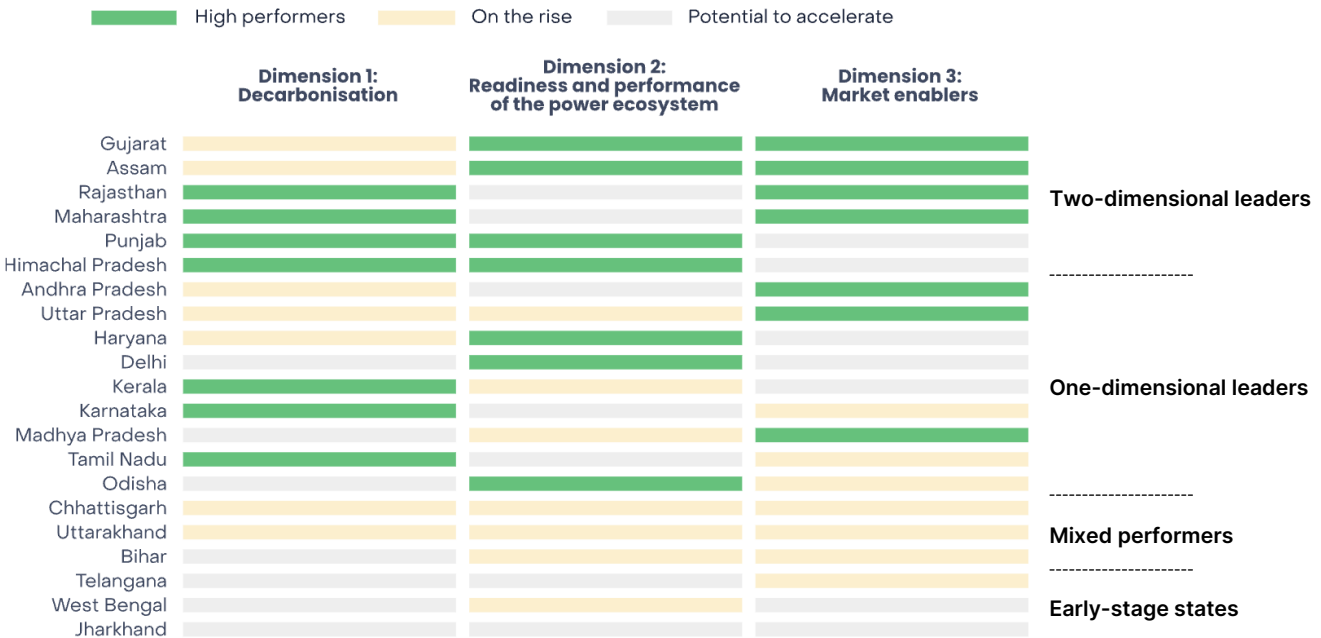 High performers
On the rise
Potential to accelerate
Dimension 1:
Decarbonisation
Dimension 2:
Readiness and performance
of the power ecosystem
Dimension 3:
Market enablers
Gujarat
Assam
Rajasthan
Maharashtra
Punjab
Himachal Pradesh
Andhra Pradesh
Uttar Pradesh
Haryana
Delhi
Kerala
Karnataka
Madhya Pradesh
Tamil Nadu
Odisha
Chhattisgarh
Uttarakhand
Bihar
Telangana
West Bengal
Jharkhand
Two-dimensional leaders
----------------------
One-dimensional leaders
----------------------
Mixed performers
----------------------
Early-stage states